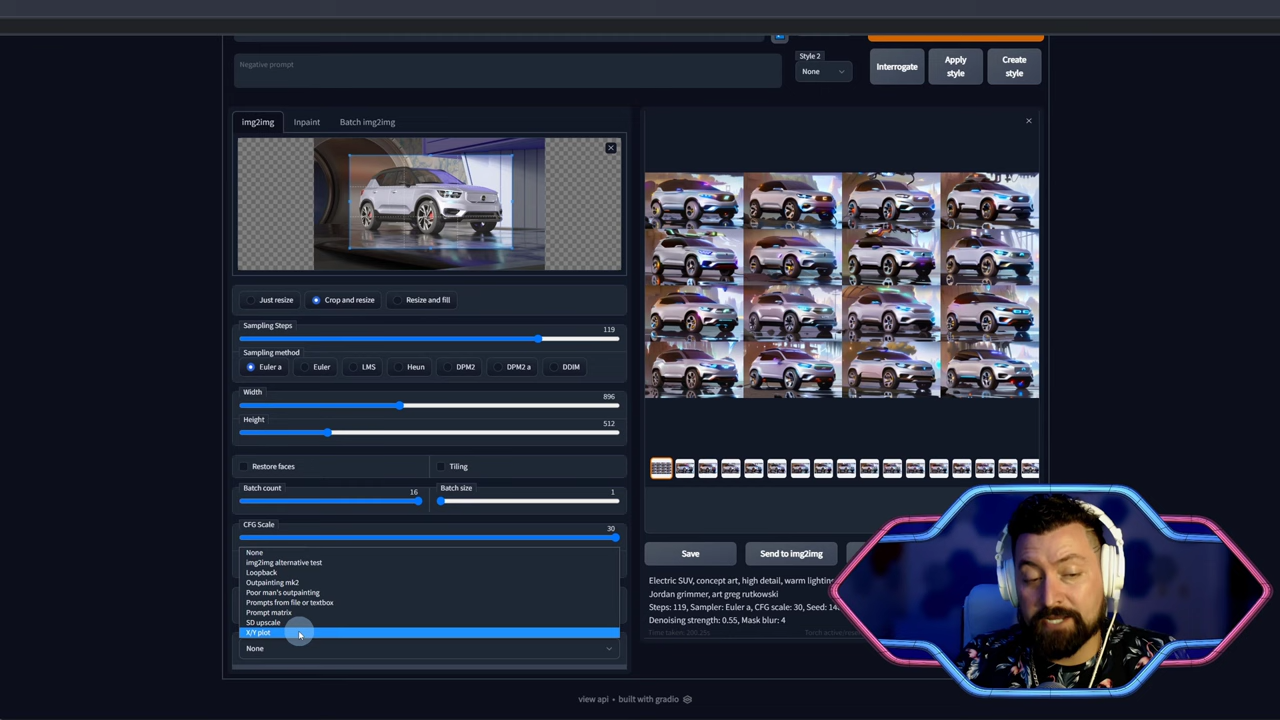 Negative prompt
Style 2
None
Interrogate
Apply
style
Create
style
img2img
Inpaint
Batch img2img
Just resize
Crop and resize
Resize and fill
Sampling Steps
119
Sampling method
Euler a
Euler
LMS
Heun
DPM2
DPM2 a
DDIM
Width
896
Height
512
Restore faces
Tiling
Batch count
16
Batch size
1
CFG Scale
30
None
img2img alternative test
Loopback
Outpainting mk2
Poor man's outpainting
Prompts from file or textbox
Prompt matrix
SD upscale
X/Y plot
None
Save
Send to img2img
Electric SUV, concept art, high detail, warm lighting
Jordan grimmer, art greg rutkowski
Steps: 119, Sampler: Euler a, CFG scale: 30, Seed: 14
Denoising strength: 0.55, Mask blur: 4
view api • built with gradio